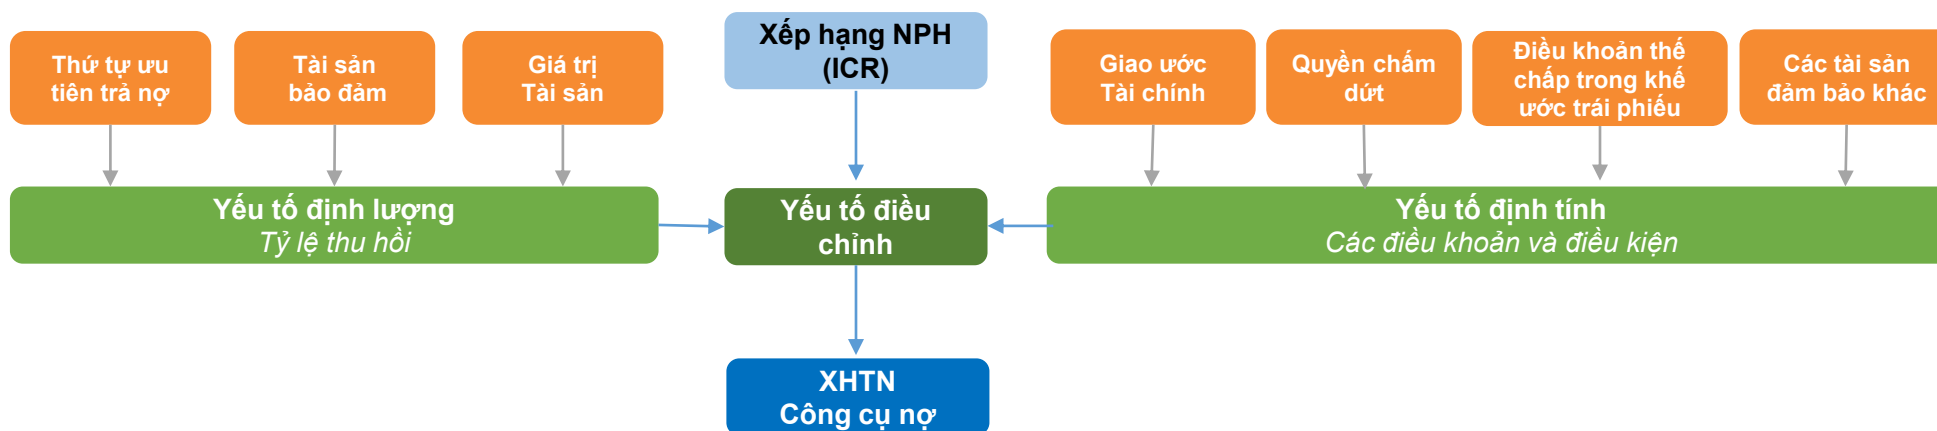 Xếp hạng NPH
(ICR)
Thứ tự ưu
tiên trả nợ
Tài sản
bảo đảm
Giá trị
Tài sản
Giao ước
Tài chính
Quyền chấm
dứt
Điều khoản thế
chấp trong khế
ước trái phiếu
Các tài sản
đảm bảo khác
Yếu tố định lượng
Tỷ lệ thu hồi
Yếu tố điều
chỉnh
Yếu tố định tính
Các điều khoản và điều kiện
XHTN
Công cụ nợ